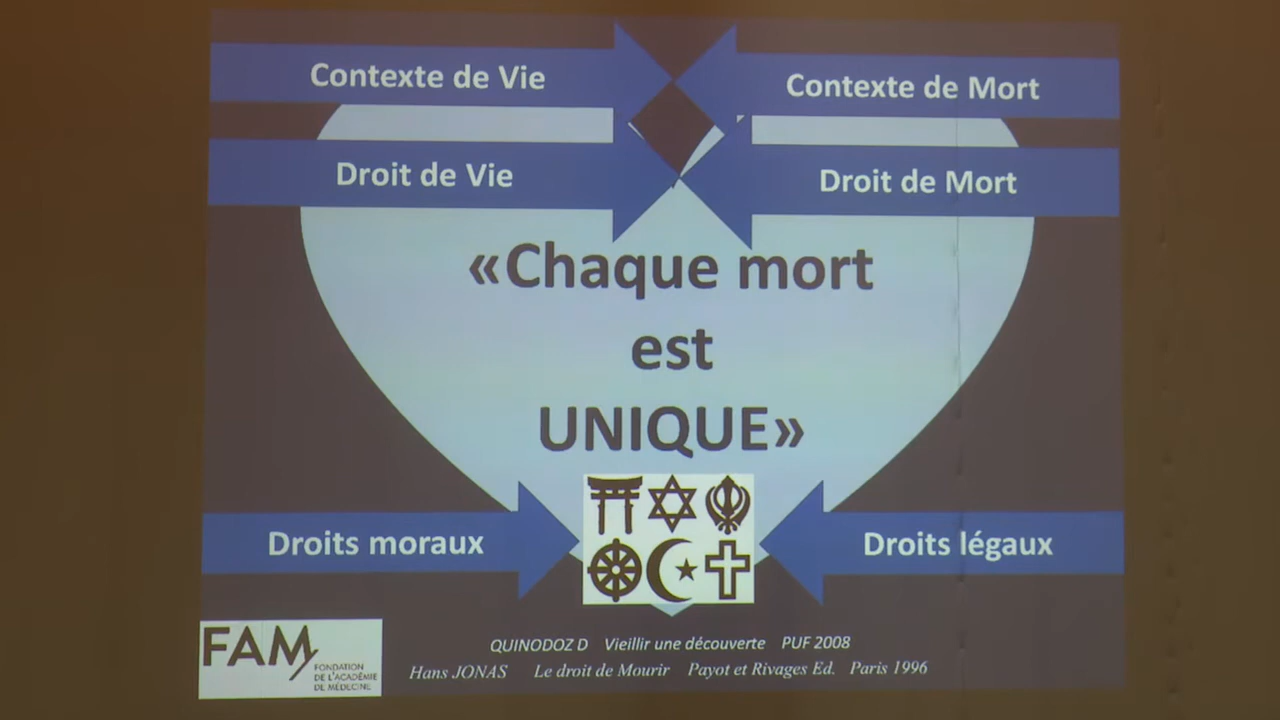 Contexte de Vie
Contexte de Mort
Droit de Vie
Droit de Mort
«Chaque mort
est
UNIQUE»
Droits moraux
Droits légaux
FAM
FONDATION
DE L'ACADÉMIE
DE MÉDECINE
QUINODOZ D Vieillir une découverte PUF 2008
Hans JONAS Le droit de Mourir Payot et Rivages Ed. Paris 1996